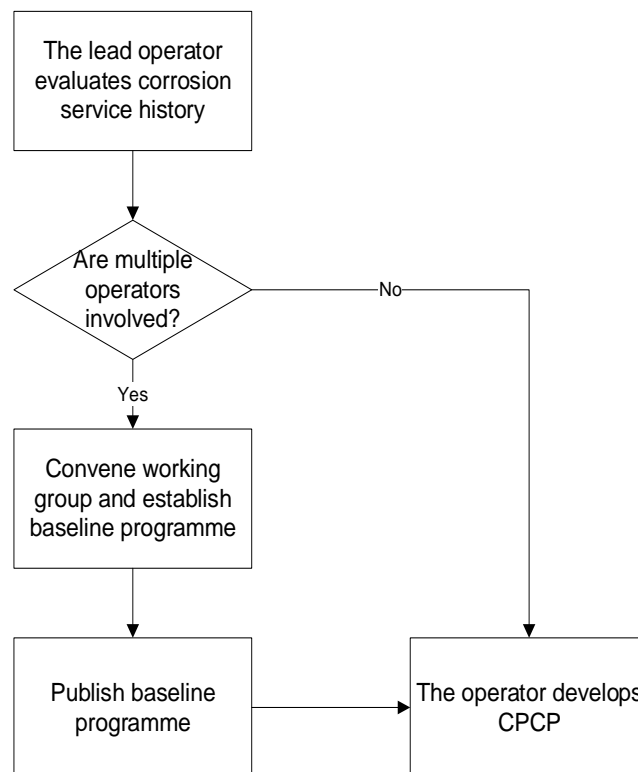 The lead operator
evaluates corrosion
service history
Are multiple
operators
involved?
No
Yes
Convene working
group and establish
baseline programme
Publish baseline
programme
The operator develops
CPCP